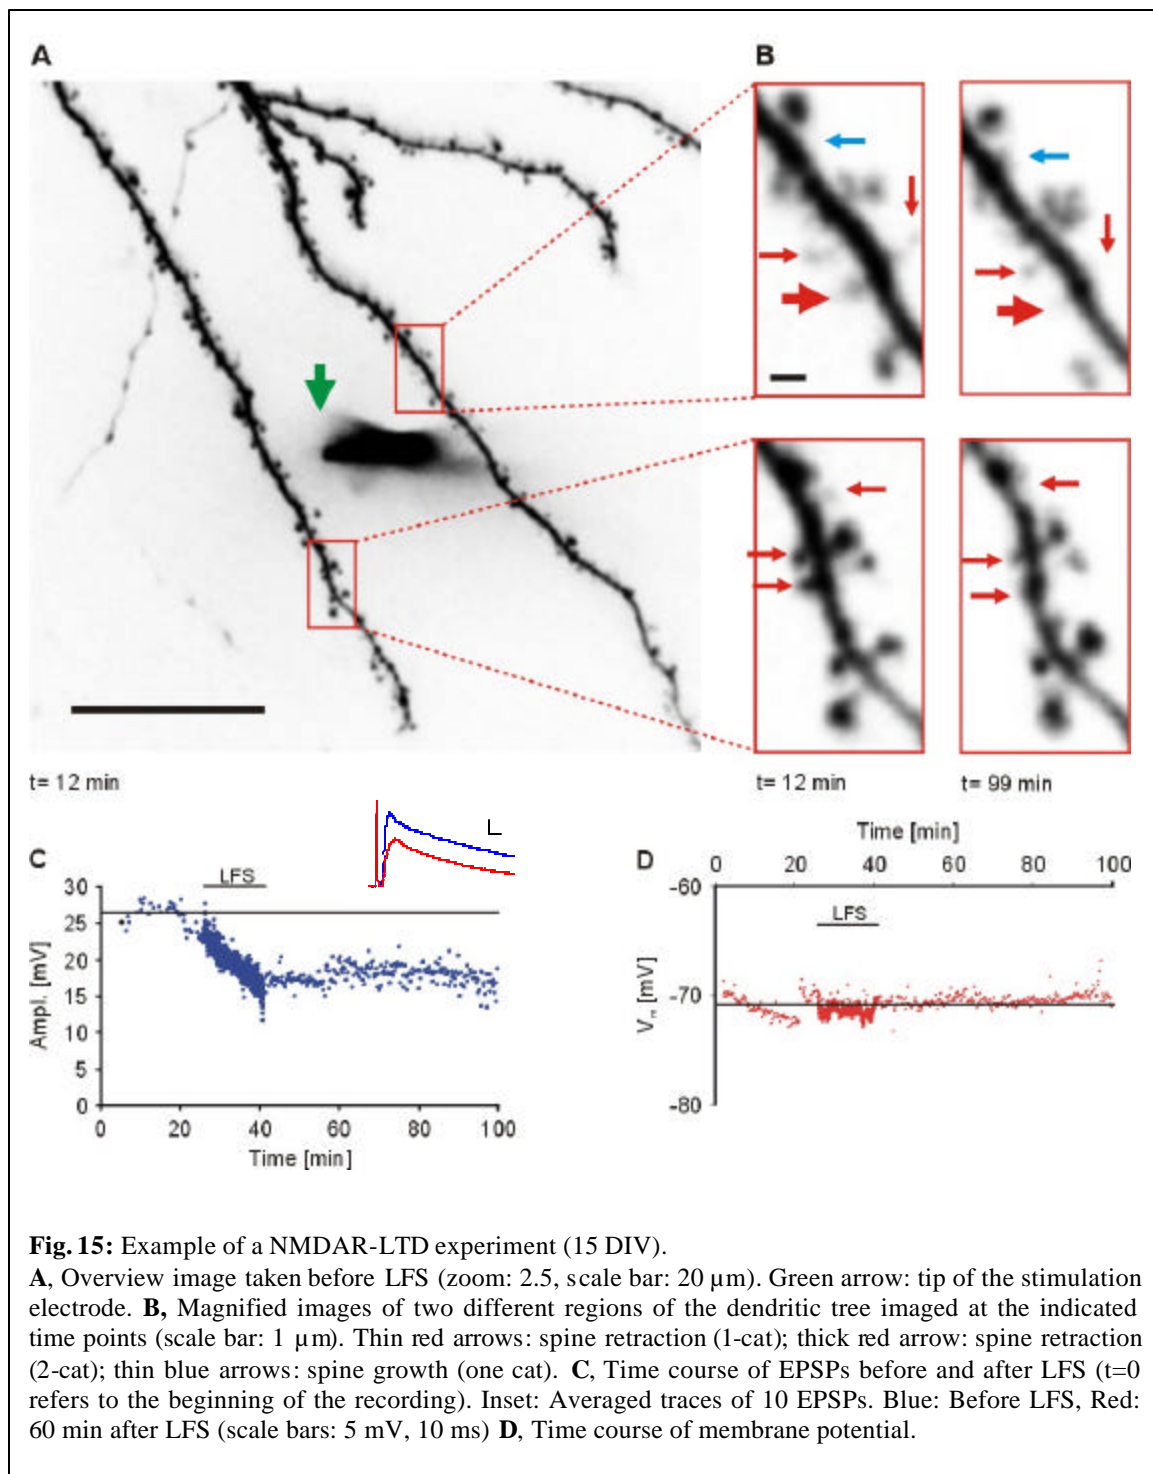 A
B
t= 12 min
t= 12 min
t= 99 min
C
LFS
30
25
20
15
10
5
0
Ampl. [mV]
0 20 40 60 80 100
Time [min]
D
Time [min]
0 20 40 60 80 100
-60
-70
-80
LFS
Vm [mV]
Fig. 15: Example of a NMDAR-LTD experiment (15 DIV).
A, Overview image taken before LFS (zoom: 2.5, scale bar: 20 µm). Green arrow: tip of the stimulation
electrode. B, Magnified images of two different regions of the dendritic tree imaged at the indicated
time points (scale bar: 1 µm). Thin red arrows: spine retraction (1-cat); thick red arrow: spine retraction
(2-cat); thin blue arrows: spine growth (one cat). C, Time course of EPSPs before and after LFS (t=0
refers to the beginning of the recording). Inset: Averaged traces of 10 EPSPs. Blue: Before LFS, Red:
60 min after LFS (scale bars: 5 mV, 10 ms) D, Time course of membrane potential.